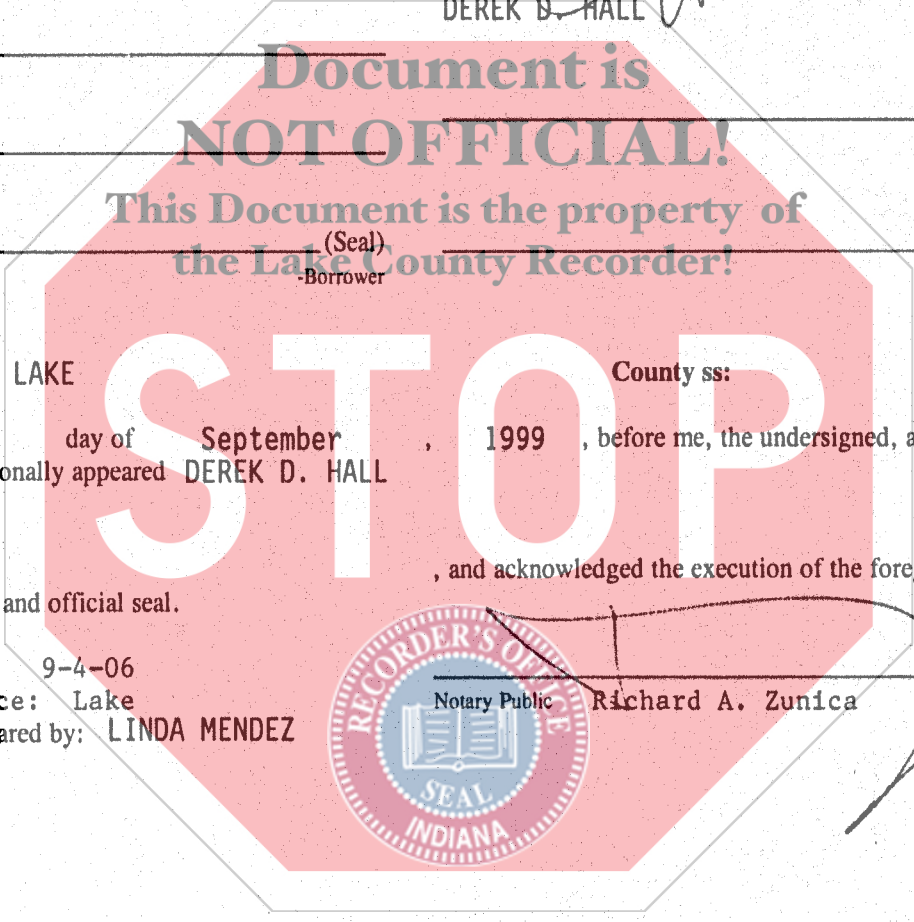 DEREK D. HALL
Document is
NOT OFFICIAL!
This Document is the property of
the Lake County Recorder!
(Seal)
-Borrower
STOP
LAKE County ss:
day of September , 1999 , before me, the undersigned, a
onally appeared DEREK D. HALL
, and acknowledged the execution of the fore
and official seal.
9-4-06
ce: Lake
Notary Public Richard A. Zunica
ared by: LINDA MENDEZ
RECORDER'S OFFICE
SEAL
INDIANA